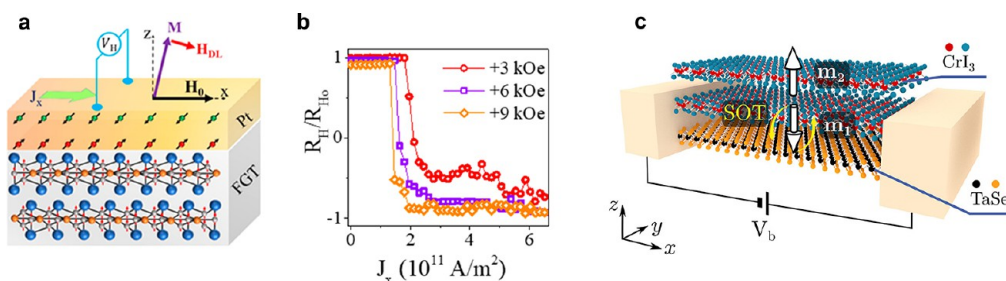 a
V_H
Z
M
H_DL
J_x
H_0
X
Pt
FGT
b
R_H/R_Ho
1
0
-1
+3 kOe
+6 kOe
+9 kOe
0
2
4
6
J_x (10^11 A/m^2)
c
m_2
CrI_3
SOT
m_1
TaSe
z
y
x
V_b